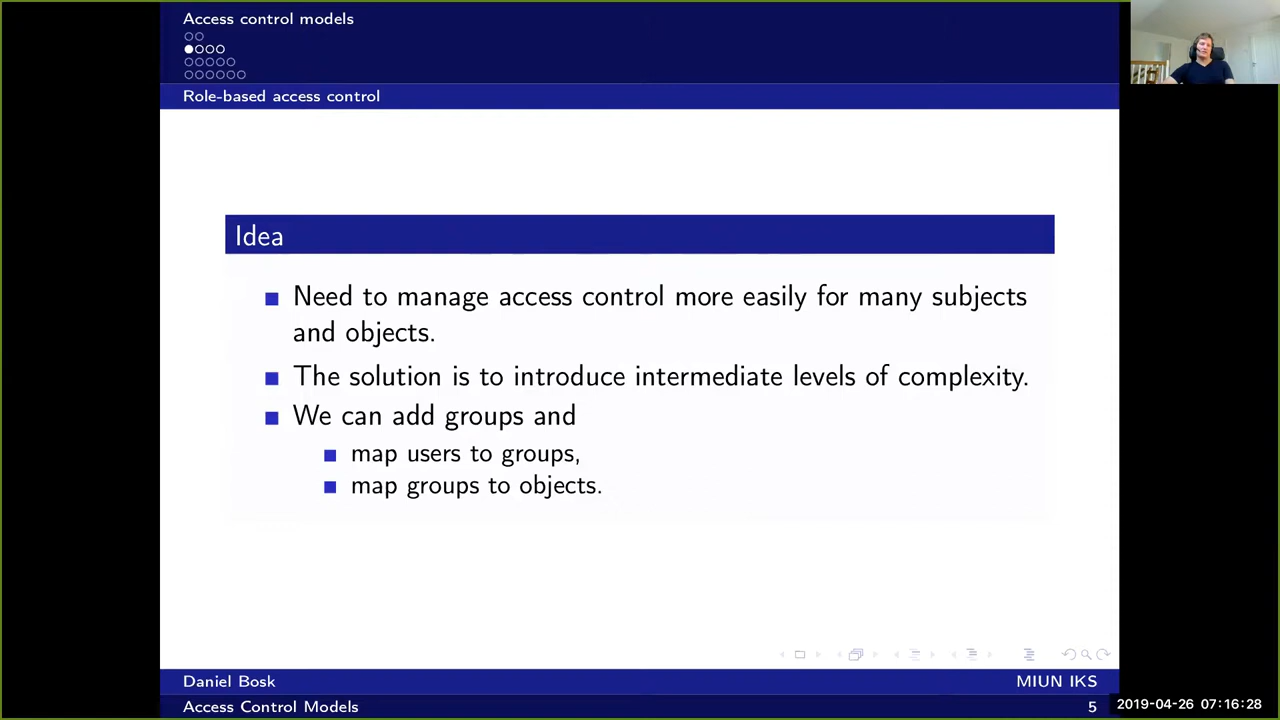 Access control models
Role-based access control
Idea
Need to manage access control more easily for many subjects
and objects.
The solution is to introduce intermediate levels of complexity.
We can add groups and
map users to groups,
map groups to objects.
Daniel Bosk
MIUN IKS
Access Control Models
5
2019-04-26 07:16:28